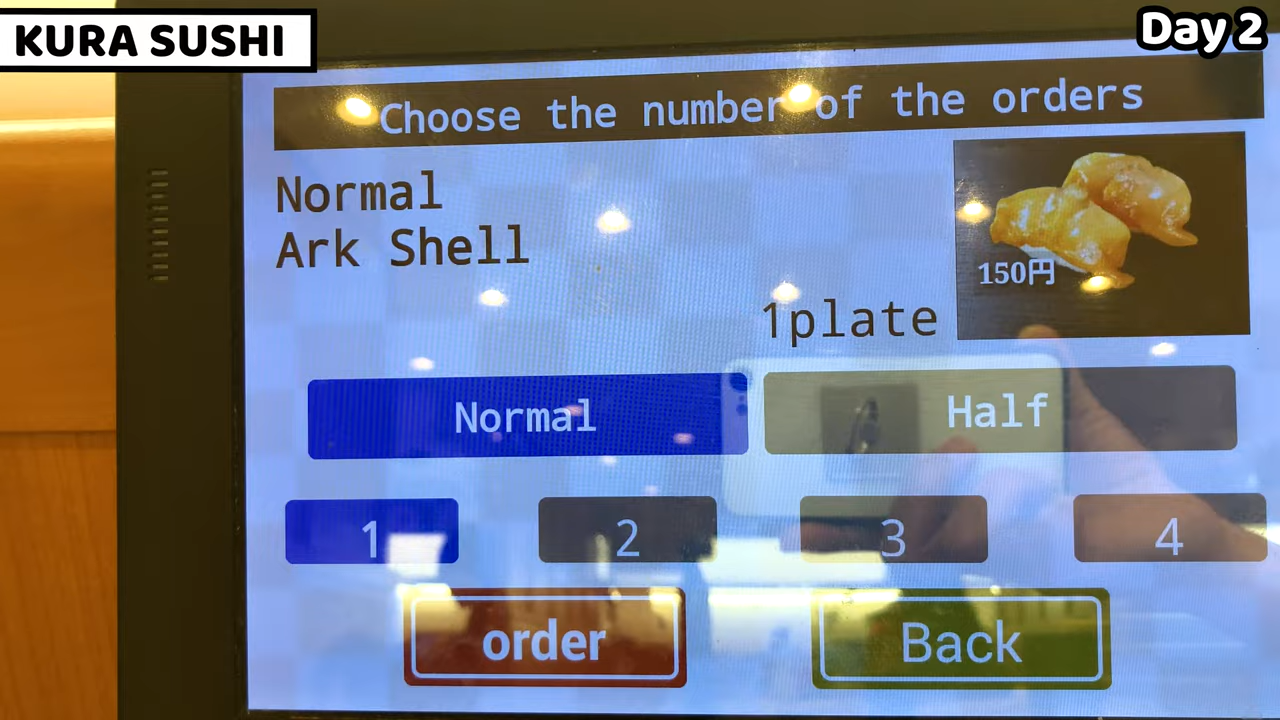 KURA SUSHI
Day 2
Choose the number of the orders
Normal
Ark Shell
150円
1plate
Normal
Half
1
2
3
4
order
Back